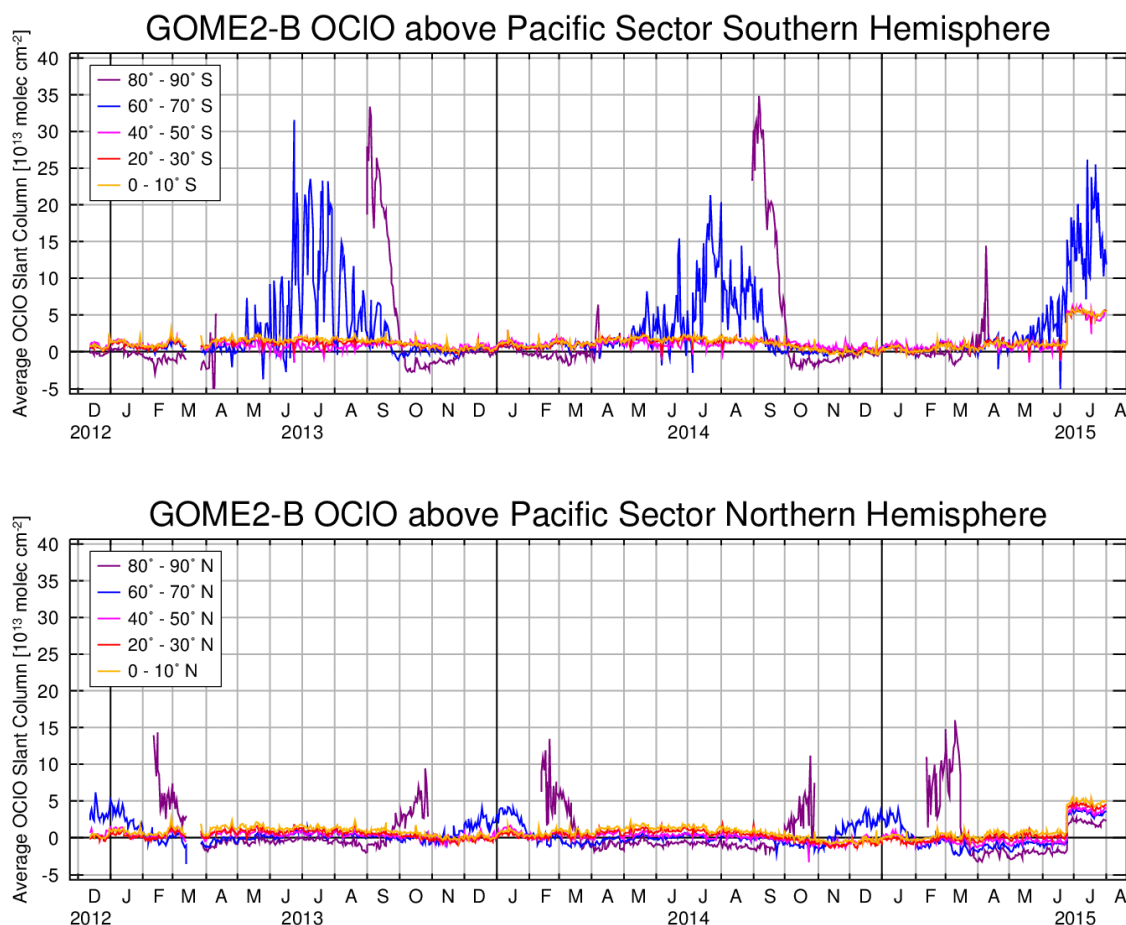 GOME2-B OClO above Pacific Sector Southern Hemisphere
Average OClO Slant Column [10¹³ molec cm⁻²]
40
35
30
25
20
15
10
5
0
-5
80° - 90° S
60° - 70° S
40° - 50° S
20° - 30° S
0 - 10° S
D J F M A M J J A S O N D J F M A M J J A S O N D J F M A M J J A
2012 2013 2014 2015
GOME2-B OClO above Pacific Sector Northern Hemisphere
Average OClO Slant Column [10¹³ molec cm⁻²]
40
35
30
25
20
15
10
5
0
-5
80° - 90° N
60° - 70° N
40° - 50° N
20° - 30° N
0 - 10° N
D J F M A M J J A S O N D J F M A M J J A S O N D J F M A M J J A
2012 2013 2014 2015